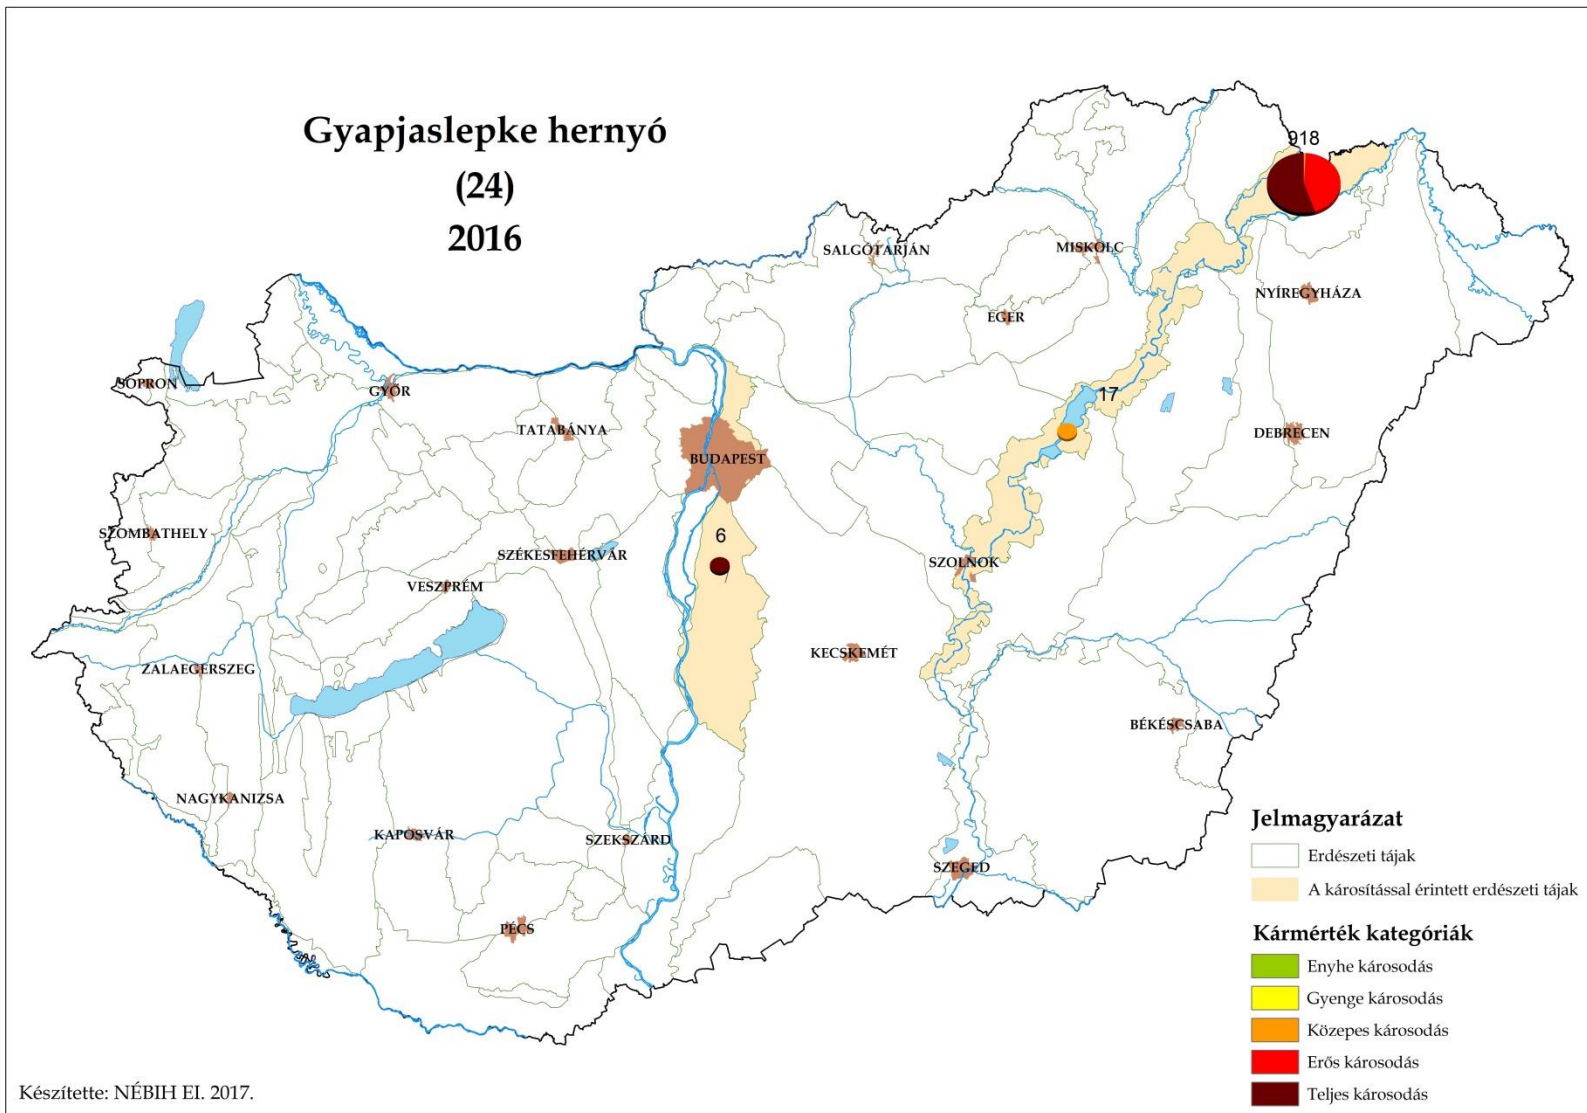 Gyapjaslepke hernyó
(24)
2016
918
SALGÓTARJÁN
MISKOLC
NYÍREGYHÁZA
EGER
SOPRON
GYŐR
17
TATABÁNYA
DEBRECEN
BUDAPEST
SZOMBATHELY
6
SZÉKESFEHÉRVÁR
SZOLNOK
VESZPRÉM
KECSKEMÉT
ZALAEGERSZEG
BÉKÉSCSABA
NAGYKANIZSA
KAPOSVÁR
SZEKSZÁRD
SZEGED
PÉCS
Jelmagyarázat
Erdészeti tájak
A károsítással érintett erdészeti tájak
Kármérték kategóriák
Enyhe károsodás
Gyenge károsodás
Közepes károsodás
Erős károsodás
Teljes károsodás
Készítette: NÉBIH EI. 2017.